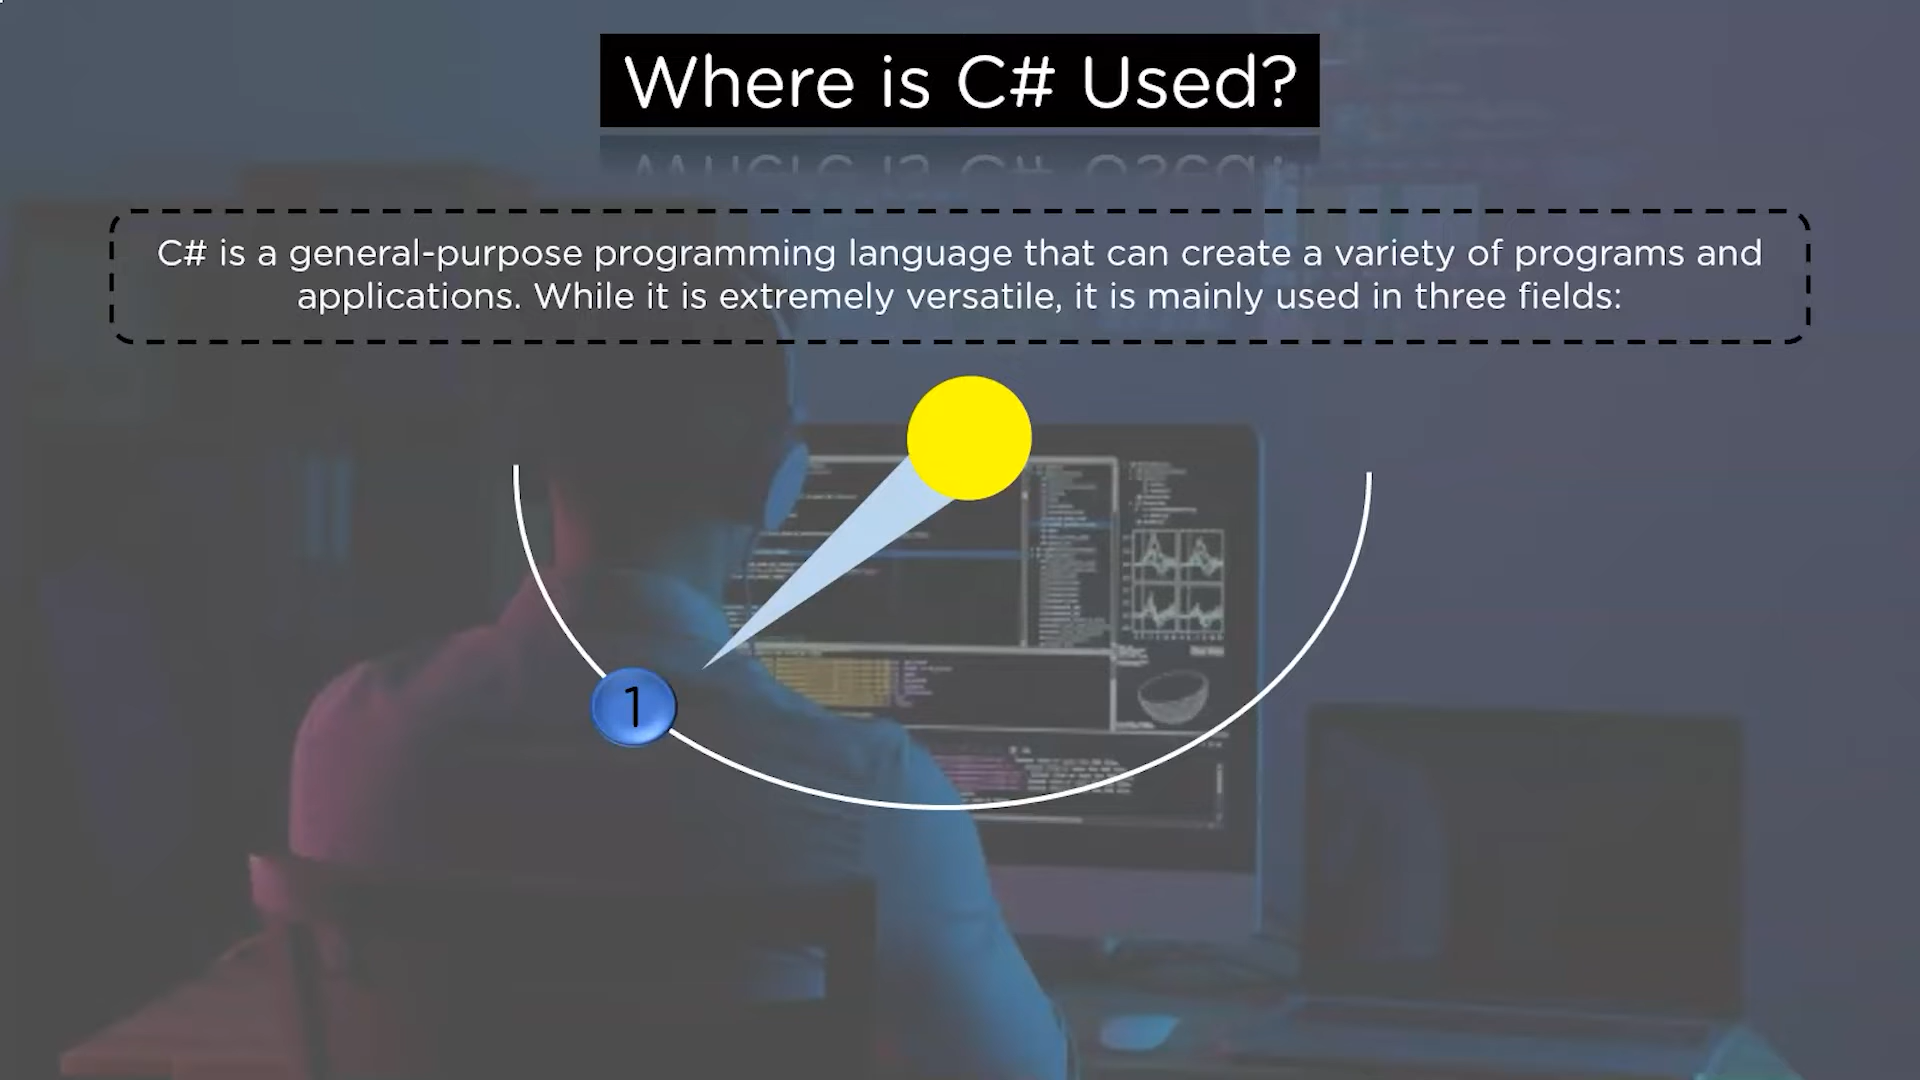 Where is C# Used?
C# is a general-purpose programming language that can create a variety of programs and
applications. While it is extremely versatile, it is mainly used in three fields:
1